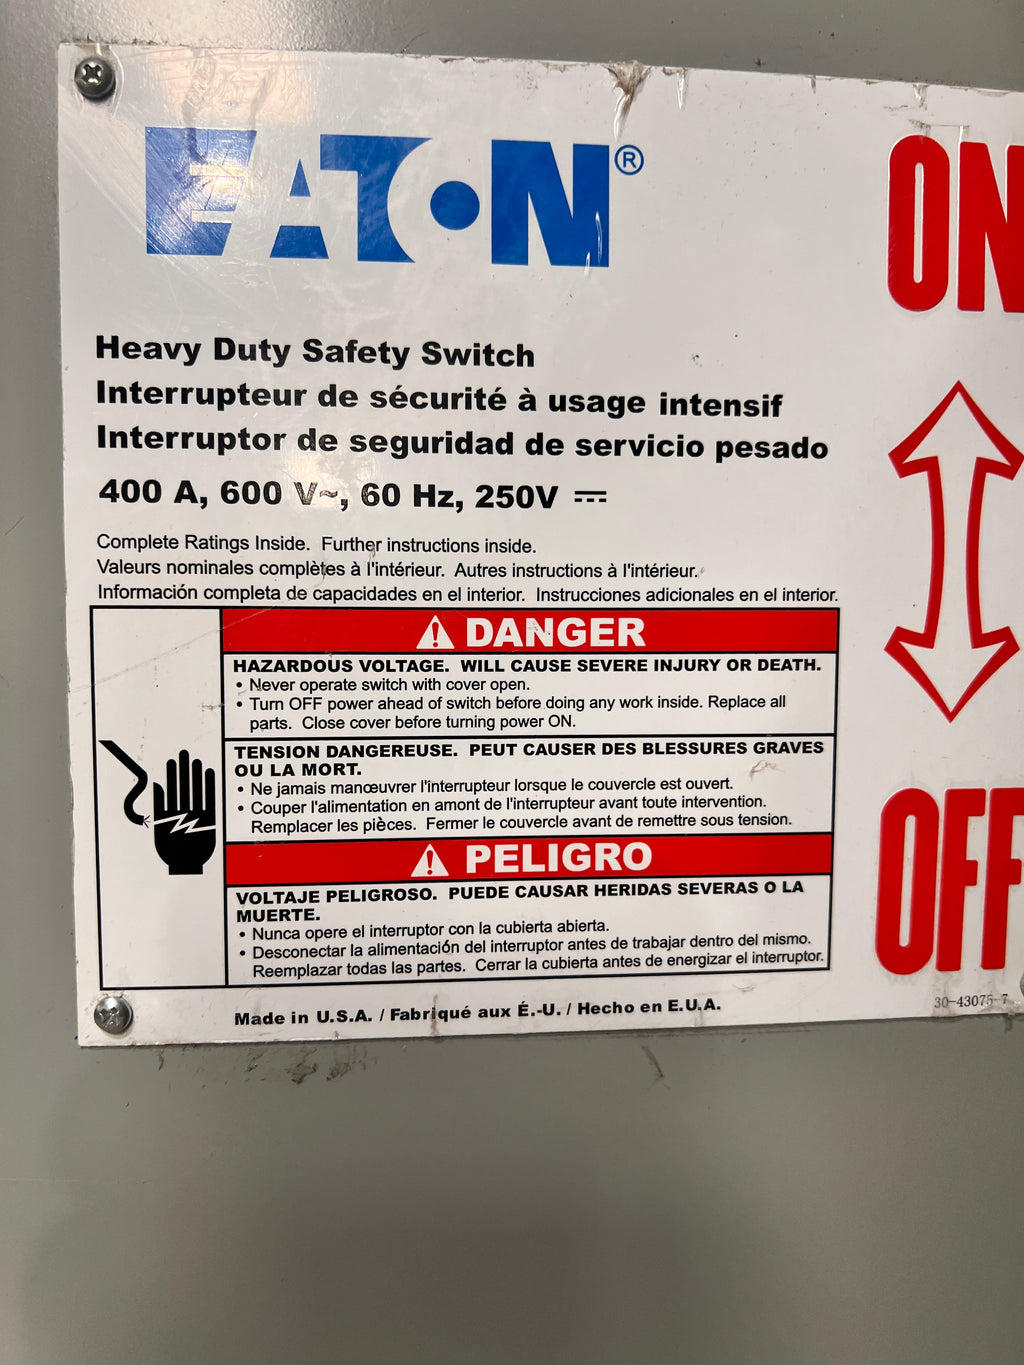 EATON®
ON
Heavy Duty Safety Switch
Interrupteur de sécurité à usage intensif
Interruptor de seguridad de servicio pesado
400 A, 600 V~, 60 Hz, 250V ⎓
Complete Ratings Inside. Further instructions inside.
Valeurs nominales complètes à l'intérieur. Autres instructions à l'intérieur.
Información completa de capacidades en el interior. Instrucciones adicionales en el interior.
⚠ DANGER
HAZARDOUS VOLTAGE. WILL CAUSE SEVERE INJURY OR DEATH.
• Never operate switch with cover open.
• Turn OFF power ahead of switch before doing any work inside. Replace all
parts. Close cover before turning power ON.
TENSION DANGEREUSE. PEUT CAUSER DES BLESSURES GRAVES
OU LA MORT.
• Ne jamais manœuvrer l'interrupteur lorsque le couvercle est ouvert.
• Couper l'alimentation en amont de l'interrupteur avant toute intervention.
Remplacer les pièces. Fermer le couvercle avant de remettre sous tension.
⚠ PELIGRO
VOLTAJE PELIGROSO. PUEDE CAUSAR HERIDAS SEVERAS O LA
MUERTE.
• Nunca opere el interruptor con la cubierta abierta.
• Desconectar la alimentación del interruptor antes de trabajar dentro del mismo.
Reemplazar todas las partes. Cerrar la cubierta antes de energizar el interruptor.
OFF
Made in U.S.A. / Fabriqué aux É.-U. / Hecho en E.U.A.
30-43075-7